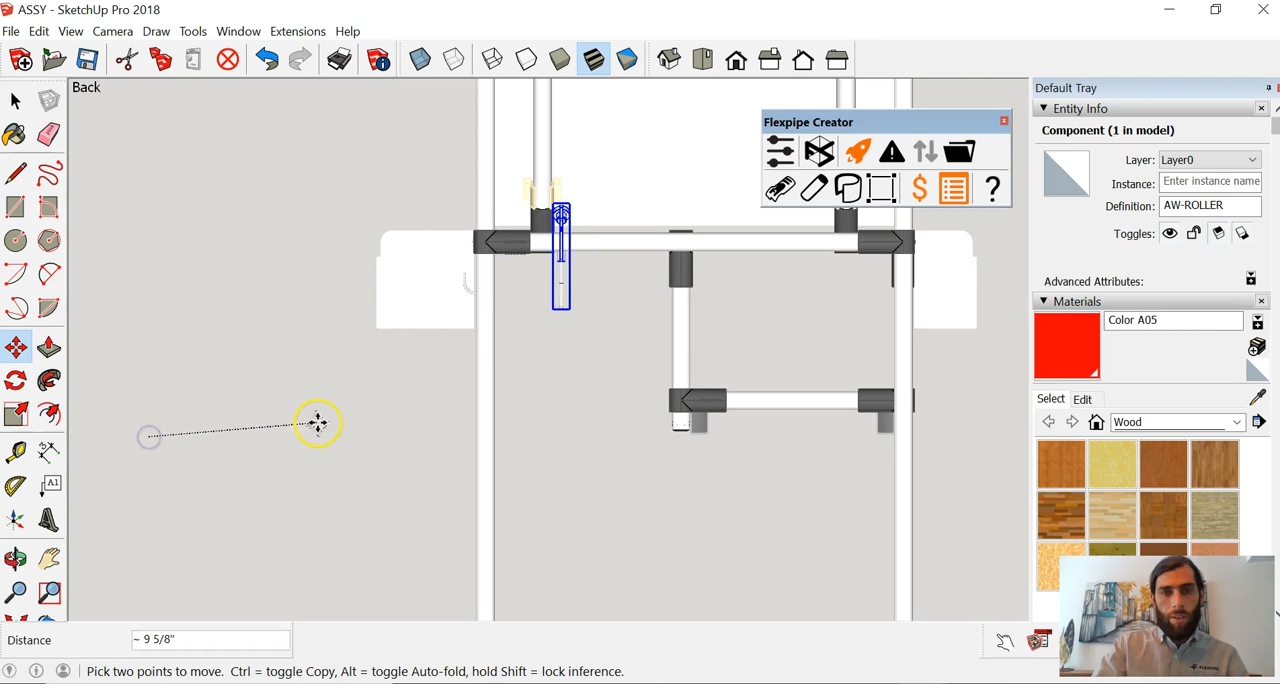 ASSY - SketchUp Pro 2018
File Edit View Camera Draw Tools Window Extensions Help
Back
Default Tray
Entity Info
Component (1 in model)
Layer: Layer0
Instance: Enter instance name
Definition: AW-ROLLER
Toggles:
Advanced Attributes:
Materials
Color A05
Select Edit
Wood
Flexpipe Creator
$ ?
A1
Distance ~ 9 5/8"
Pick two points to move. Ctrl = toggle Copy, Alt = toggle Auto-fold, hold Shift = lock inference.